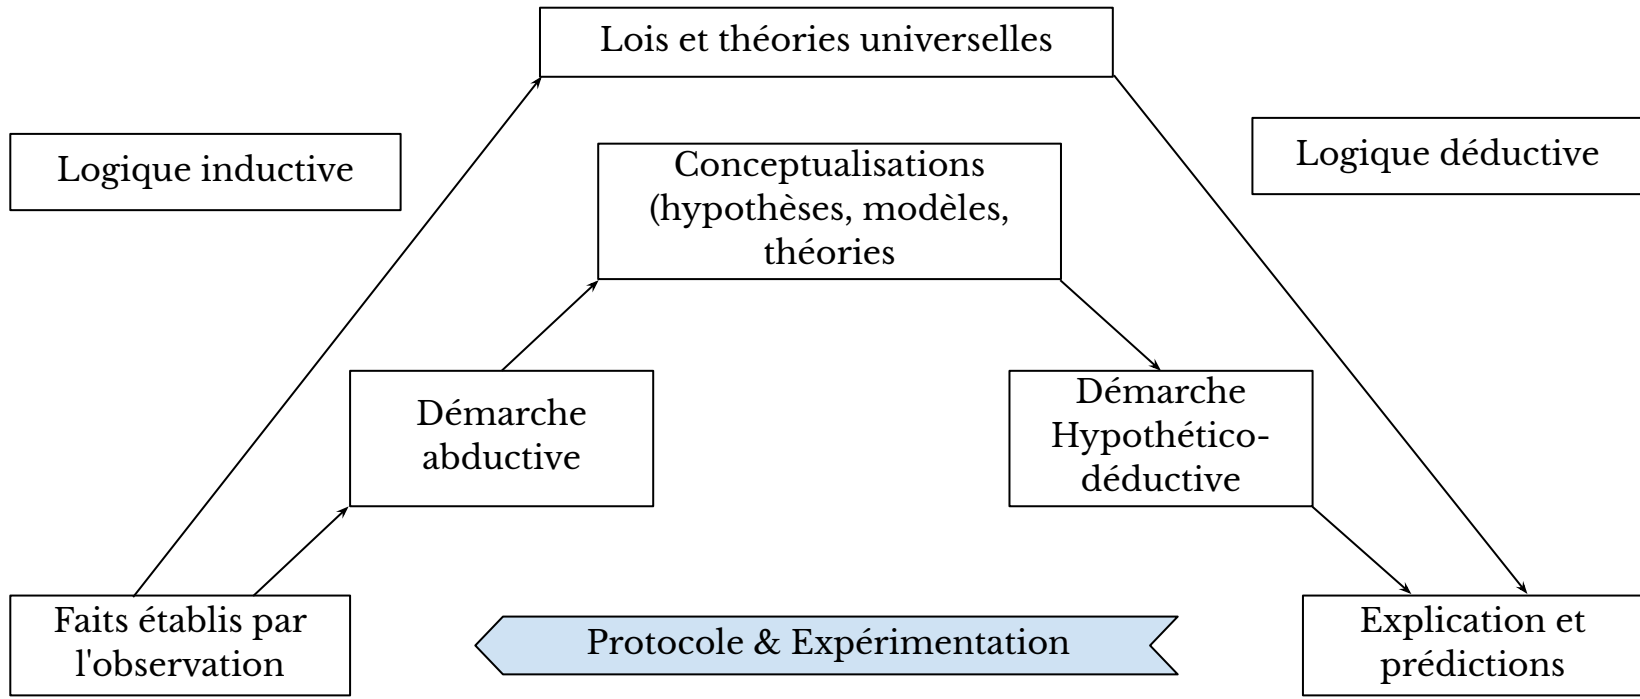 Lois et théories universelles
Logique inductive
Logique déductive
Conceptualisations
(hypothèses, modèles,
théories
Démarche
abductive
Démarche
Hypothético-
déductive
Faits établis par
l'observation
Protocole & Expérimentation
Explication et
prédictions